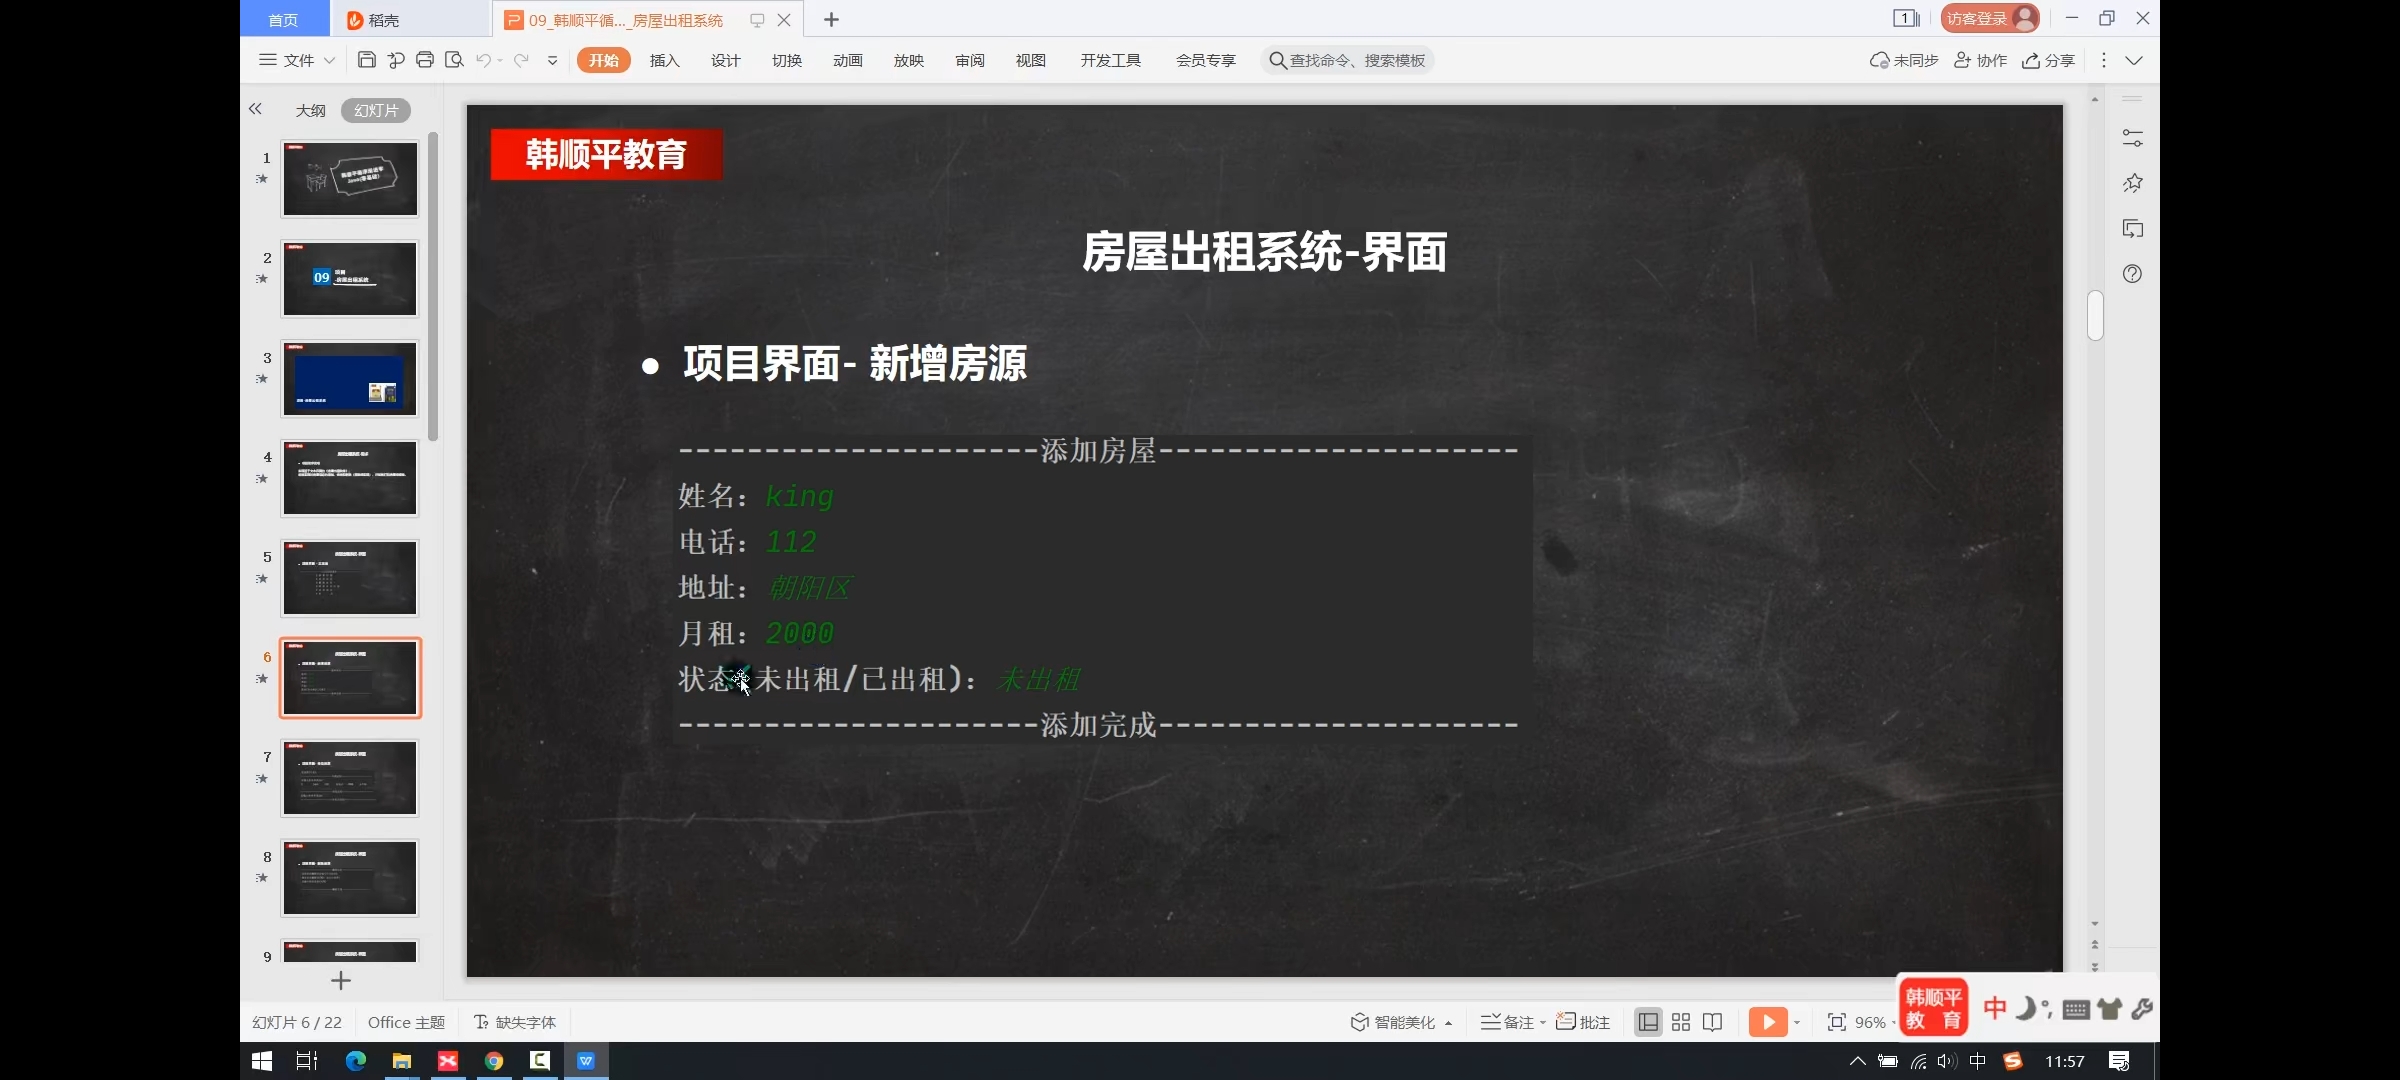 首页
稻壳
09_韩顺平循..._房屋出租系统
1
访客登录
文件
开始
插入
设计
切换
动画
放映
审阅
视图
开发工具
会员专享
查找命令、搜索模板
未同步
协作
分享
大纲
幻灯片
1
2
09
3
4
5
6
7
8
9
韩顺平教育
房屋出租系统-界面
● 项目界面- 新增房源
---------------------添加房屋---------------------
姓名：king
电话：112
地址：朝阳区
月租：2000
状态 未出租/已出租)：未出租
---------------------添加完成---------------------
幻灯片 6 / 22
Office 主题
缺失字体
智能美化
备注
批注
96%
韩顺平
教 育
中
中
11:57